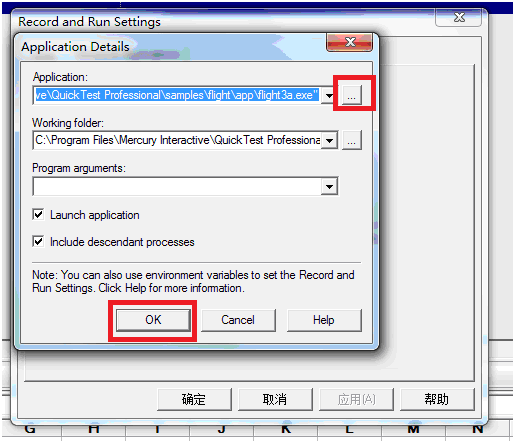 Record and Run Settings
Application Details
Application:
ve\QuickTest Professional\samples\flight\app\flight3a.exe"
...
Working folder:
C:\Program Files\Mercury Interactive\QuickTest Professiona
...
Program arguments:
Launch application
Include descendant processes
Note: You can also use environment variables to set the Record and
Run Settings. Click Help for more information.
OK Cancel Help
确定 取消 应用(A) 帮助
G H I J K L M N